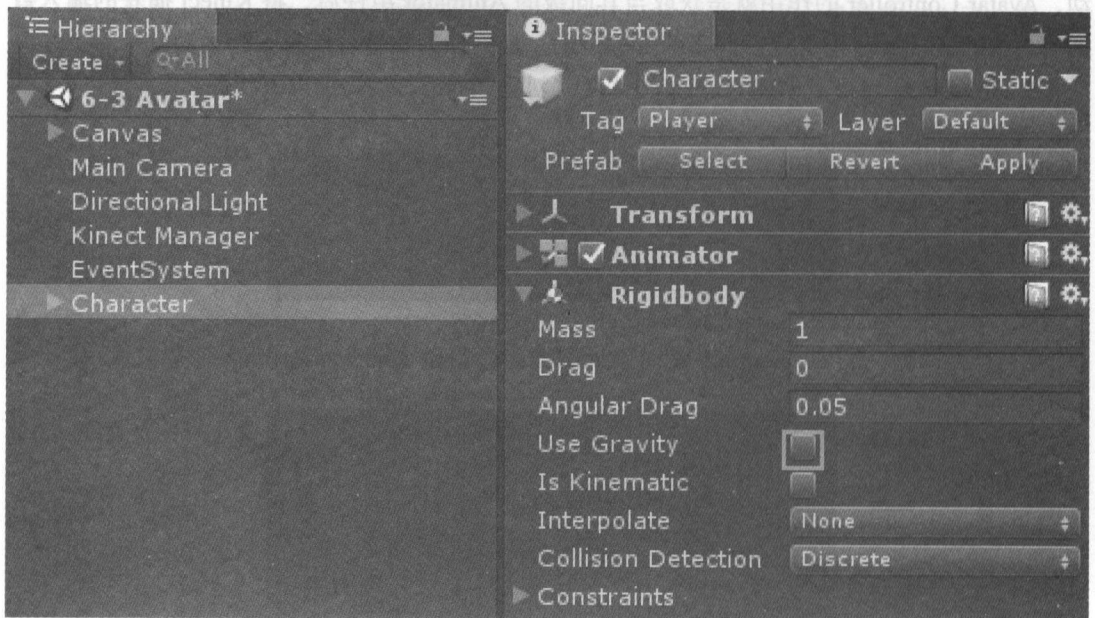 Hierarchy
Create
All
6-3 Avatar*
Canvas
Main Camera
Directional Light
Kinect Manager
EventSystem
Character
Inspector
Character
Static
Tag Player Layer Default
Prefab Select Revert Apply
Transform
Animator
Rigidbody
Mass 1
Drag 0
Angular Drag 0.05
Use Gravity
Is Kinematic
Interpolate None
Collision Detection Discrete
Constraints